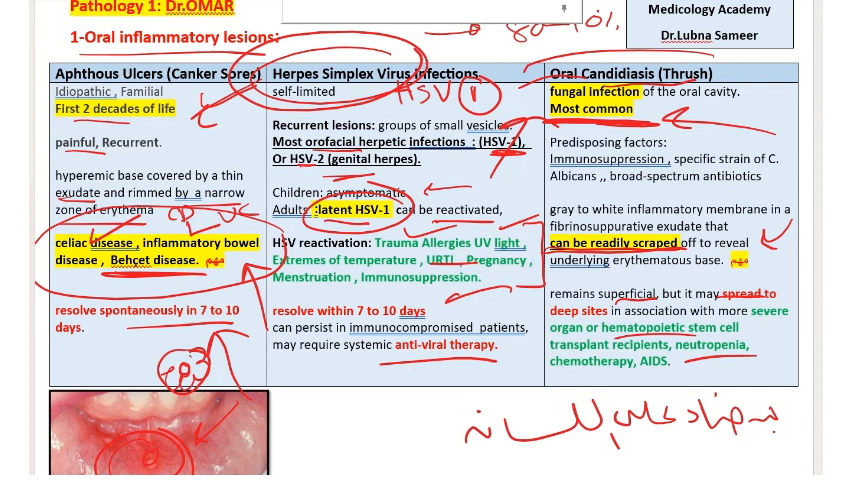 Pathology 1: Dr.OMAR
Medicology Academy
Dr.Lubna Sameer
1-Oral inflammatory lesions:
Aphthous Ulcers (Canker Sores)
Idiopathic , Familial
First 2 decades of life
painful, Recurrent.
hyperemic base covered by a thin
exudate and rimmed by a narrow
zone of erythema
CD UC
celiac disease , inflammatory bowel
disease , Behçet disease. مهم
resolve spontaneously in 7 to 10
days.
Herpes Simplex Virus infections
self-limited
HSV 1
Recurrent lesions: groups of small vesicles.
Most orofacial herpetic infections : (HSV-1),
Or HSV-2 (genital herpes).
Children: asymptomatic
Adults :latent HSV-1 can be reactivated,
HSV reactivation: Trauma Allergies UV light ,
Extremes of temperature , URTI, Pregnancy ,
Menstruation , Immunosuppression.
resolve within 7 to 10 days
can persist in immunocompromised patients,
may require systemic anti-viral therapy.
Oral Candidiasis (Thrush)
fungal infection of the oral cavity.
Most common
Predisposing factors:
Immunosuppression , specific strain of C.
Albicans ,, broad-spectrum antibiotics
gray to white inflammatory membrane in a
fibrinosuppurative exudate that
can be readily scraped off to reveal
underlying erythematous base. مهم
remains superficial, but it may spread to
deep sites in association with more severe
organ or hematopoietic stem cell
transplant recipients, neutropenia,
chemotherapy, AIDS.